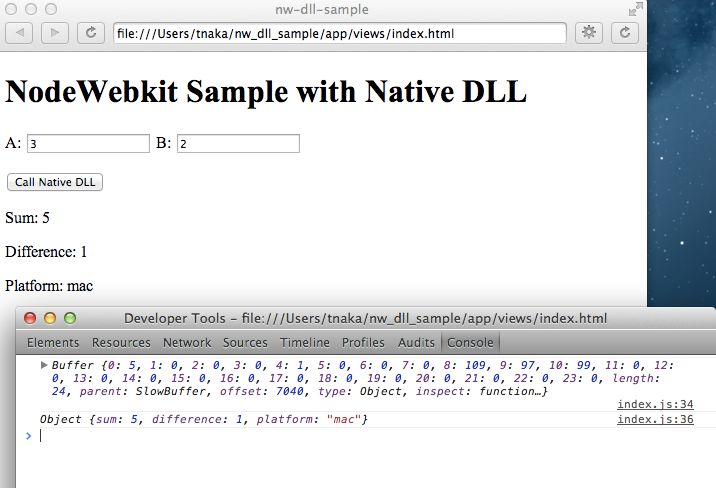 nw-dll-sample
file:///Users/tnaka/nw_dll_sample/app/views/index.html
NodeWebkit Sample with Native DLL
A: 3 B: 2
Call Native DLL
Sum: 5
Difference: 1
Platform: mac
Developer Tools - file:///Users/tnaka/nw_dll_sample/app/views/index.html
Elements Resources Network Sources Timeline Profiles Audits Console
Buffer {0: 5, 1: 0, 2: 0, 3: 0, 4: 1, 5: 0, 6: 0, 7: 0, 8: 109, 9: 97, 10: 99, 11: 0, 12:
0, 13: 0, 14: 0, 15: 0, 16: 0, 17: 0, 18: 0, 19: 0, 20: 0, 21: 0, 22: 0, 23: 0, length:
24, parent: SlowBuffer, offset: 7040, type: Object, inspect: function…}
index.js:34
Object {sum: 5, difference: 1, platform: "mac"} index.js:36